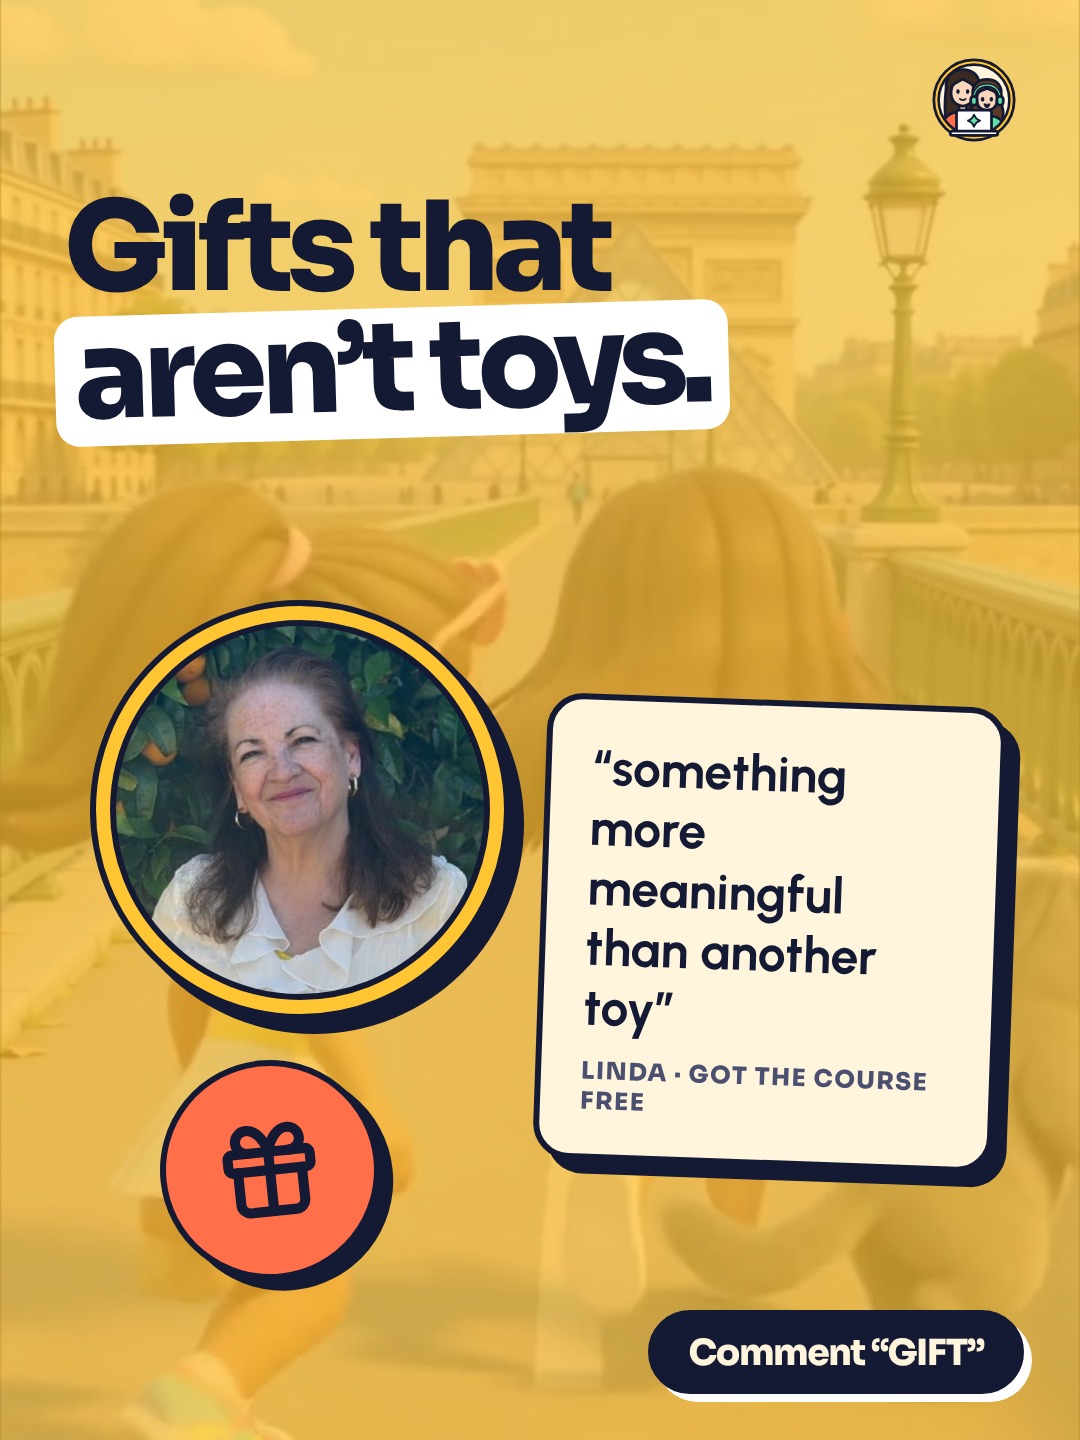 Gifts that
aren’t toys.
“something
more
meaningful
than another
toy”
LINDA · GOT THE COURSE
FREE
Comment “GIFT”